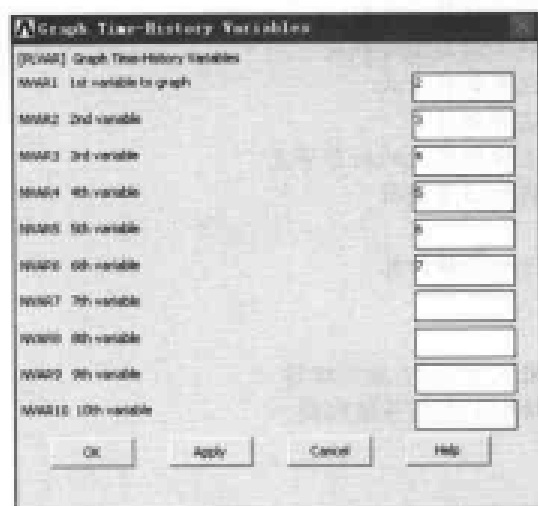 Graph Time-History Variables
[PLVAR] Graph Time-History Variables
NVAR1 1st variable to graph
2
NVAR2 2nd variable
3
NVAR3 3rd variable
4
NVAR4 4th variable
5
NVAR5 5th variable
6
NVAR6 6th variable
7
NVAR7 7th variable
NVAR8 8th variable
NVAR9 9th variable
NVAR10 10th variable
OK Apply Cancel Help